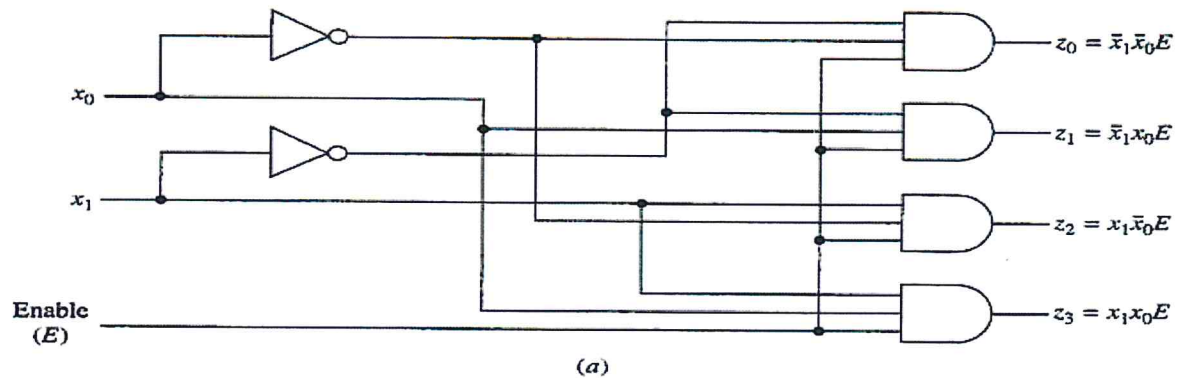 z₀ = x̄₁x̄₀E
x₀
z₁ = x̄₁x₀E
x₁
z₂ = x₁x̄₀E
Enable
(E)
z₃ = x₁x₀E
(a)